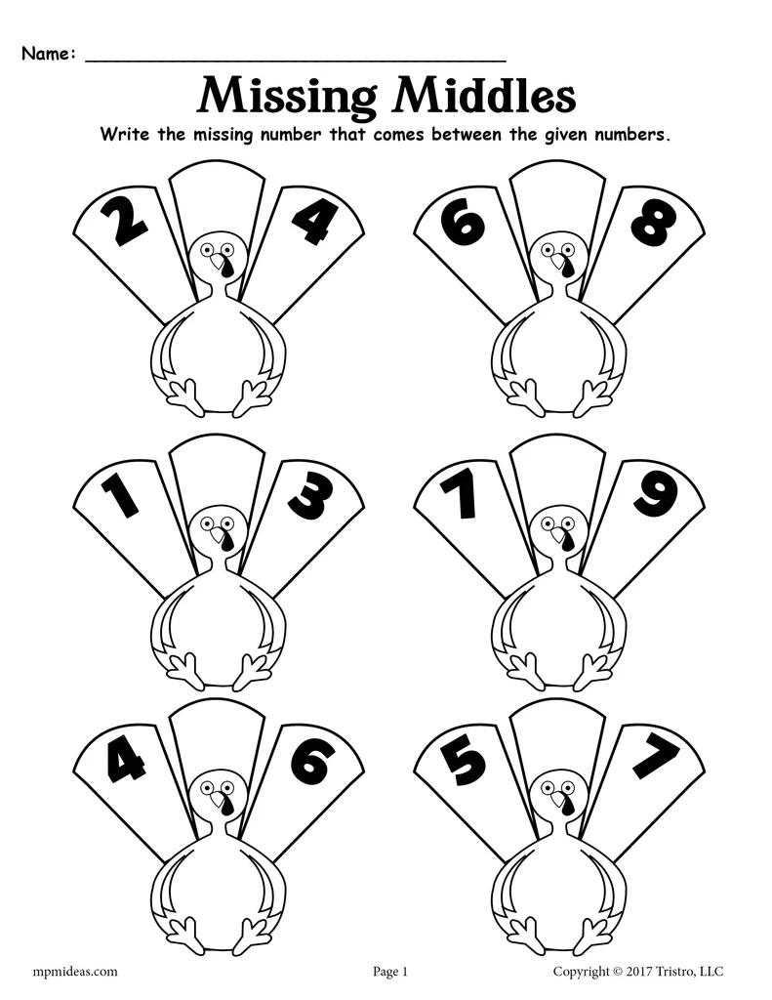 Name: ______________________________
Missing Middles
Write the missing number that comes between the given numbers.
2 4 6 8
1 3 7 9
4 6 5 7
mpmideas.com Page 1 Copyright © 2017 Tristro, LLC